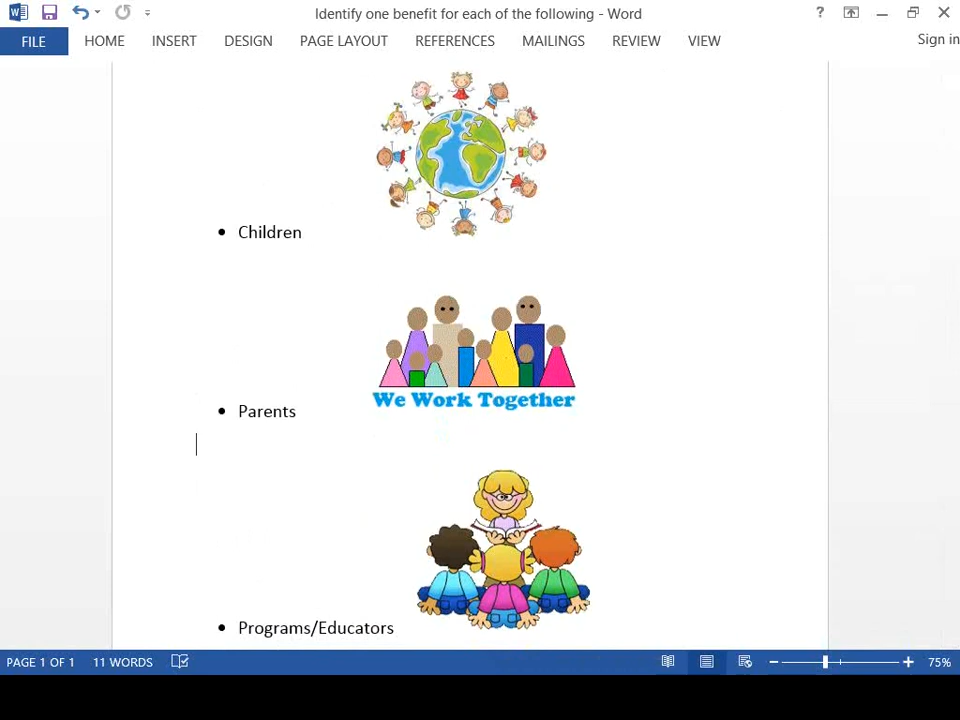 Identify one benefit for each of the following - Word
?
FILE HOME INSERT DESIGN PAGE LAYOUT REFERENCES MAILINGS REVIEW VIEW Sign in
• Children
We Work Together
• Parents
• Programs/Educators
PAGE 1 OF 1 11 WORDS 75%